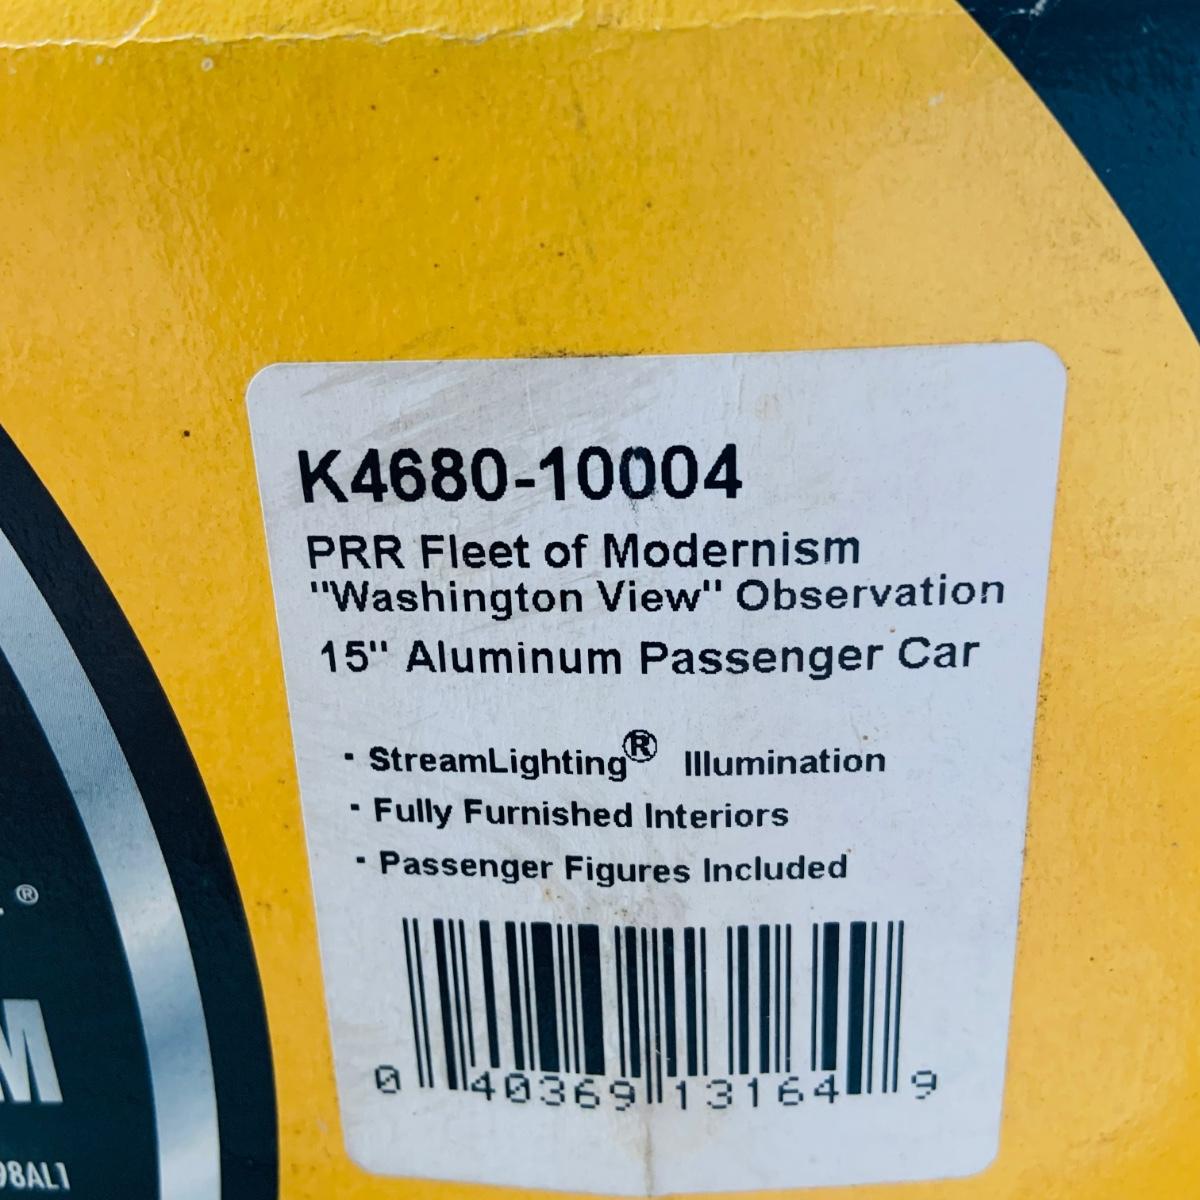 K4680-10004
PRR Fleet of Modernism
"Washington View" Observation
15" Aluminum Passenger Car
· StreamLighting® Illumination
· Fully Furnished Interiors
· Passenger Figures Included
0 40369 13164 9
®
M
98AL1